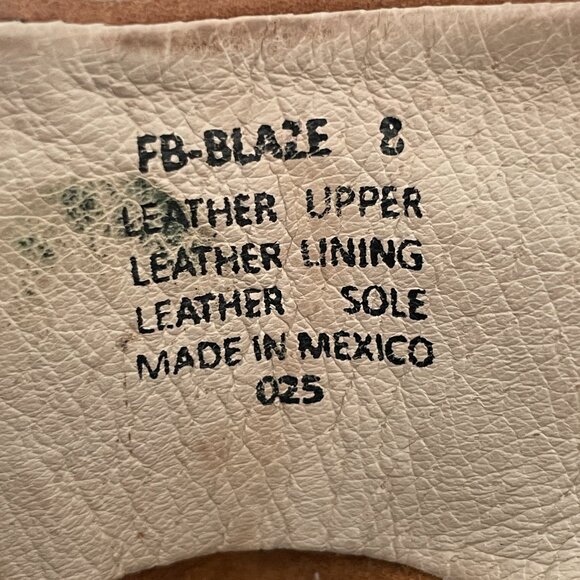 FB-BLAZE 8
LEATHER UPPER
LEATHER LINING
LEATHER SOLE
MADE IN MEXICO
025